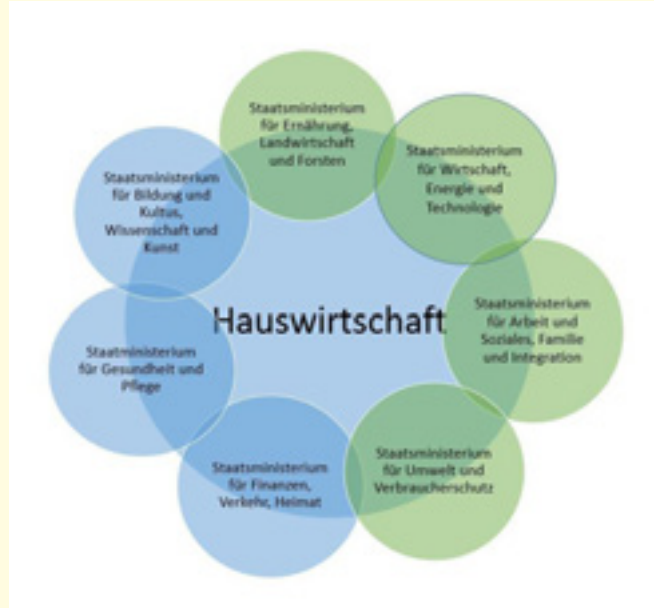 Staatsministerium
für Ernährung,
Landwirtschaft
und Forsten
Staatsministerium
für Wirtschaft,
Energie und
Technologie
Staatsministerium
für Bildung und
Kultus,
Wissenschaft und
Kunst
Hauswirtschaft
Staatsministerium
für Arbeit und
Soziales, Familie
und Integration
Staatministerium
für Gesundheit und
Pflege
Staatsministerium
für Umwelt und
Verbraucherschutz
Staatsministerium
für Finanzen,
Verkehr, Heimat